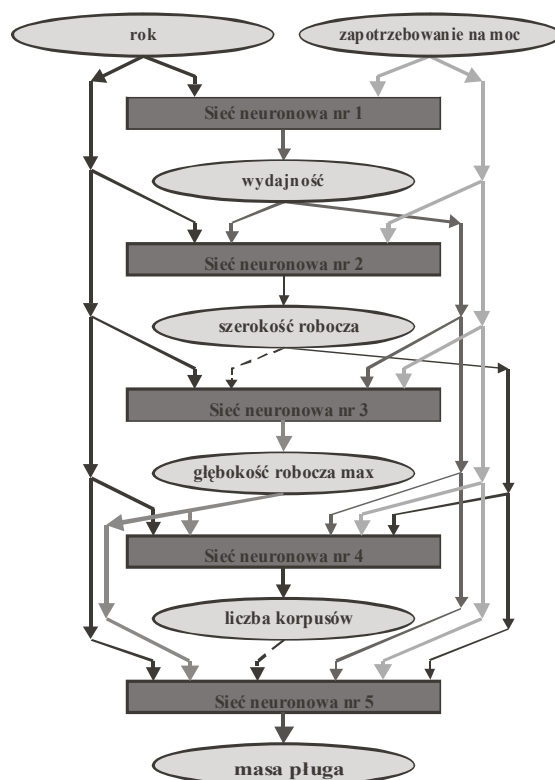 rok
zapotrzebowanie na moc
Sieć neuronowa nr 1
wydajność
Sieć neuronowa nr 2
szerokość robocza
Sieć neuronowa nr 3
głębokość robocza max
Sieć neuronowa nr 4
liczba korpusów
Sieć neuronowa nr 5
masa pługa